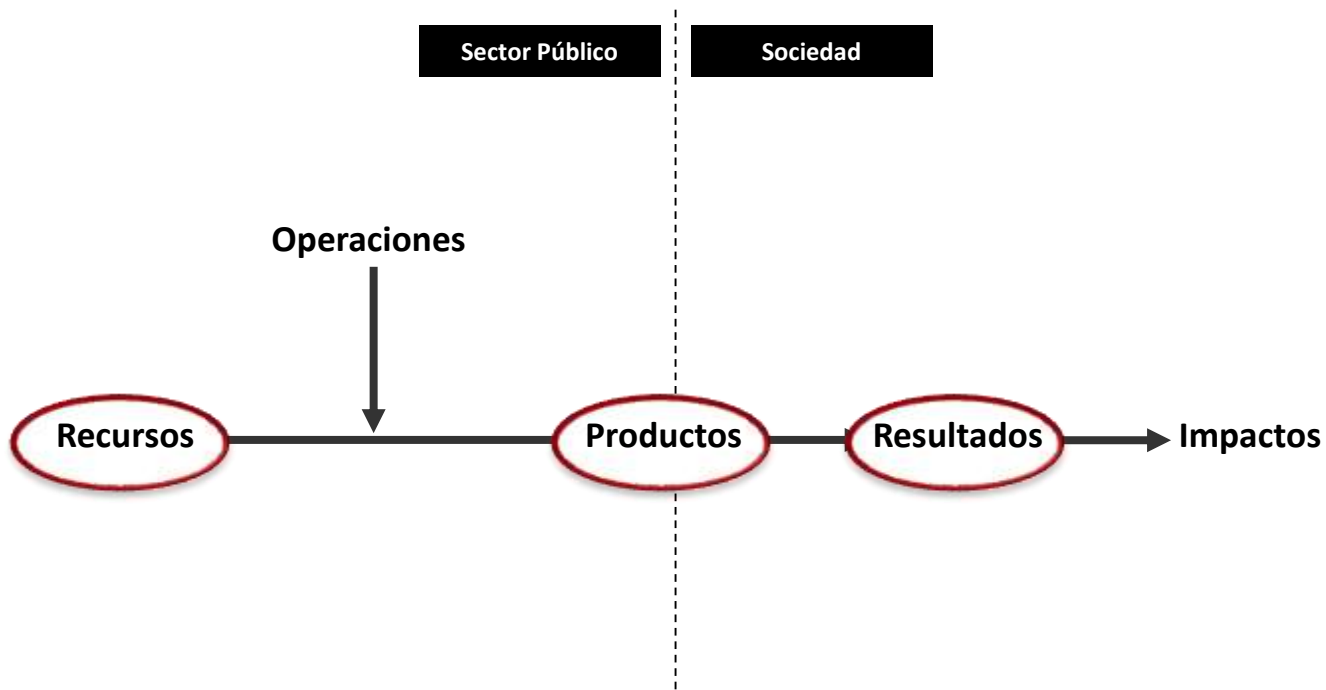 Sector Público
Sociedad
Operaciones
Recursos
Productos
Resultados
Impactos